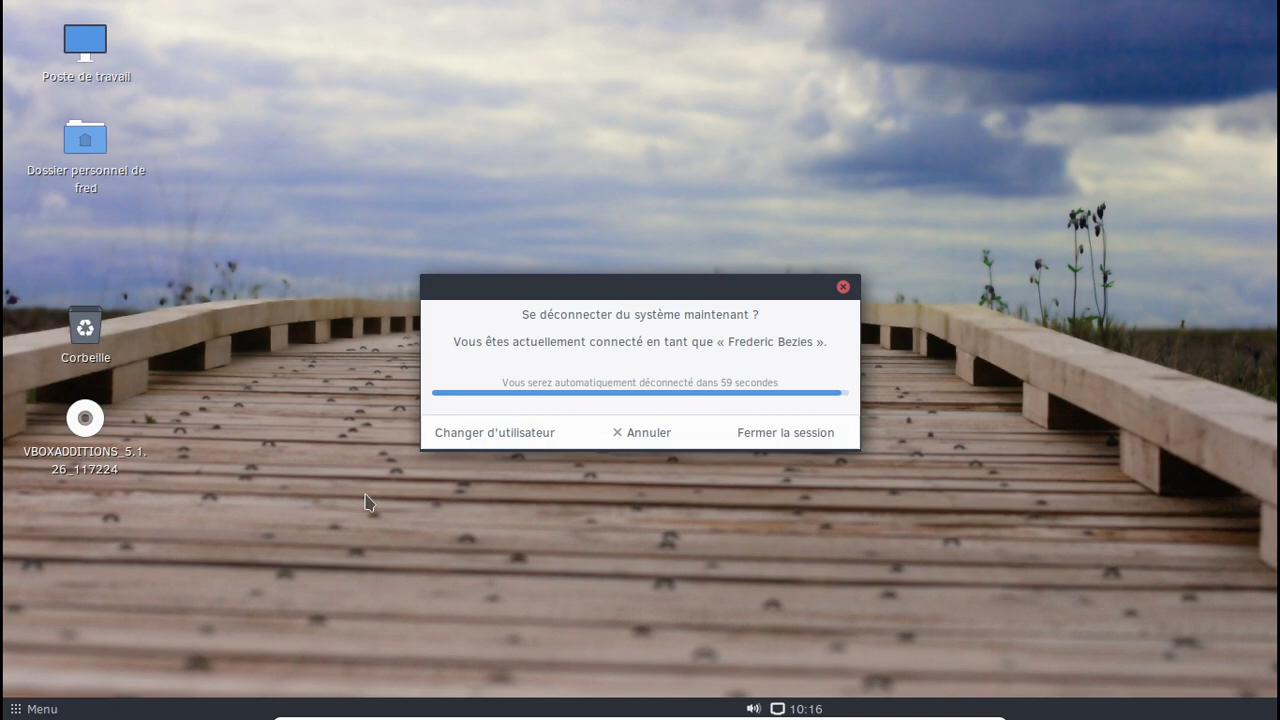 Poste de travail
Dossier personnel de
fred
Corbeille
VBOXADDITIONS_5.1.
26_117224
Se déconnecter du système maintenant ?
Vous êtes actuellement connecté en tant que « Frederic Bezies ».
Vous serez automatiquement déconnecté dans 59 secondes
Changer d'utilisateur
Annuler
Fermer la session
Menu
10:16